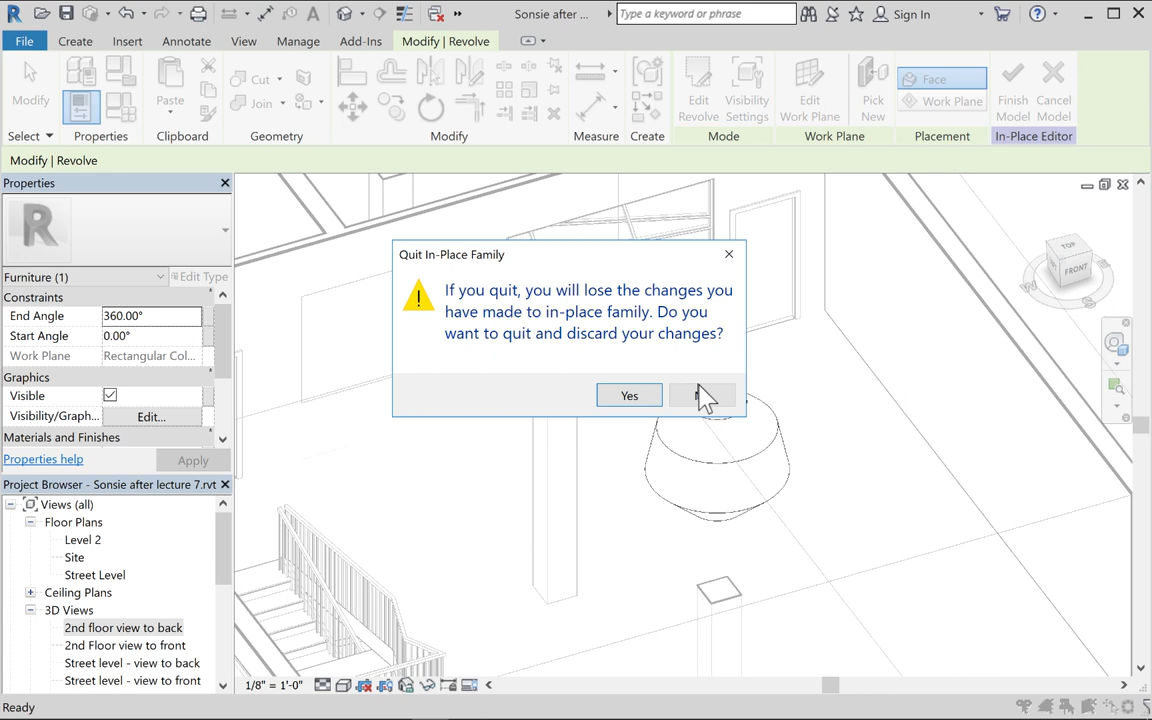 Sonsie after ...
Type a keyword or phrase
Sign In
File Create Insert Annotate View Manage Add-Ins Modify | Revolve
Modify
Paste
Cut
Join
Edit Revolve
Visibility Settings
Edit Work Plane
Pick New
Face
Work Plane
Finish Model
Cancel Model
Select Properties Clipboard Geometry Modify Measure Create Mode Work Plane Placement In-Place Editor
Modify | Revolve
Properties
Furniture (1)
Edit Type
Constraints
End Angle 360.00°
Start Angle 0.00°
Work Plane Rectangular Col...
Graphics
Visible
Visibility/Graph... Edit...
Materials and Finishes
Properties help
Apply
Project Browser - Sonsie after lecture 7.rvt
Views (all)
Floor Plans
Level 2
Site
Street Level
Ceiling Plans
3D Views
2nd floor view to back
2nd Floor view to front
Street level - view to back
Street level - view to front
Quit In-Place Family
If you quit, you will lose the changes you
have made to in-place family. Do you
want to quit and discard your changes?
Yes
TOP
FRONT
W
1/8" = 1'-0"
Ready